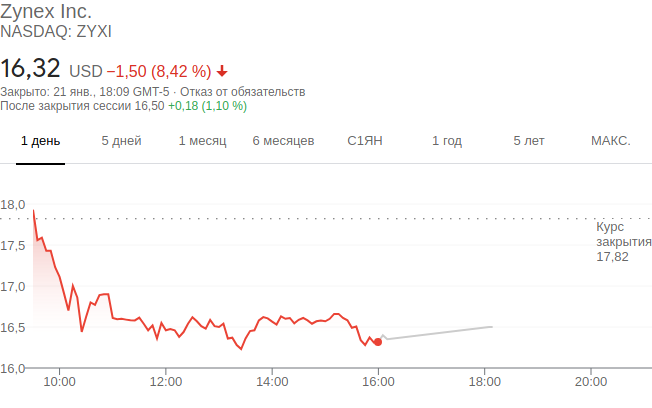 Zynex Inc.
NASDAQ: ZYXI
16,32 USD −1,50 (8,42 %)
Закрыто: 21 янв., 18:09 GMT-5 · Отказ от обязательств
После закрытия сессии 16,50 +0,18 (1,10 %)
1 день 5 дней 1 месяц 6 месяцев С1ЯН 1 год 5 лет МАКС.
18,0
Курс
закрытия
17,82
17,5
17,0
16,5
16,0
10:00 12:00 14:00 16:00 18:00 20:00